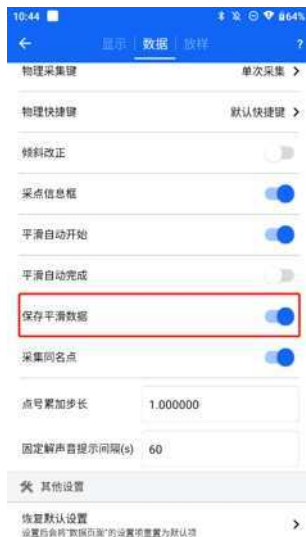 10:44 64%
显示 数据 放样 ?
物理采集键 单次采集
物理快捷键 默认快捷键
倾斜改正
采点信息框
平滑自动开始
平滑自动完成
保存平滑数据
采集同名点
点号累加步长 1.000000
固定解声音提示间隔(s) 60
其他设置
恢复默认设置
设置后会将"数据页面"的设置项重置为默认项